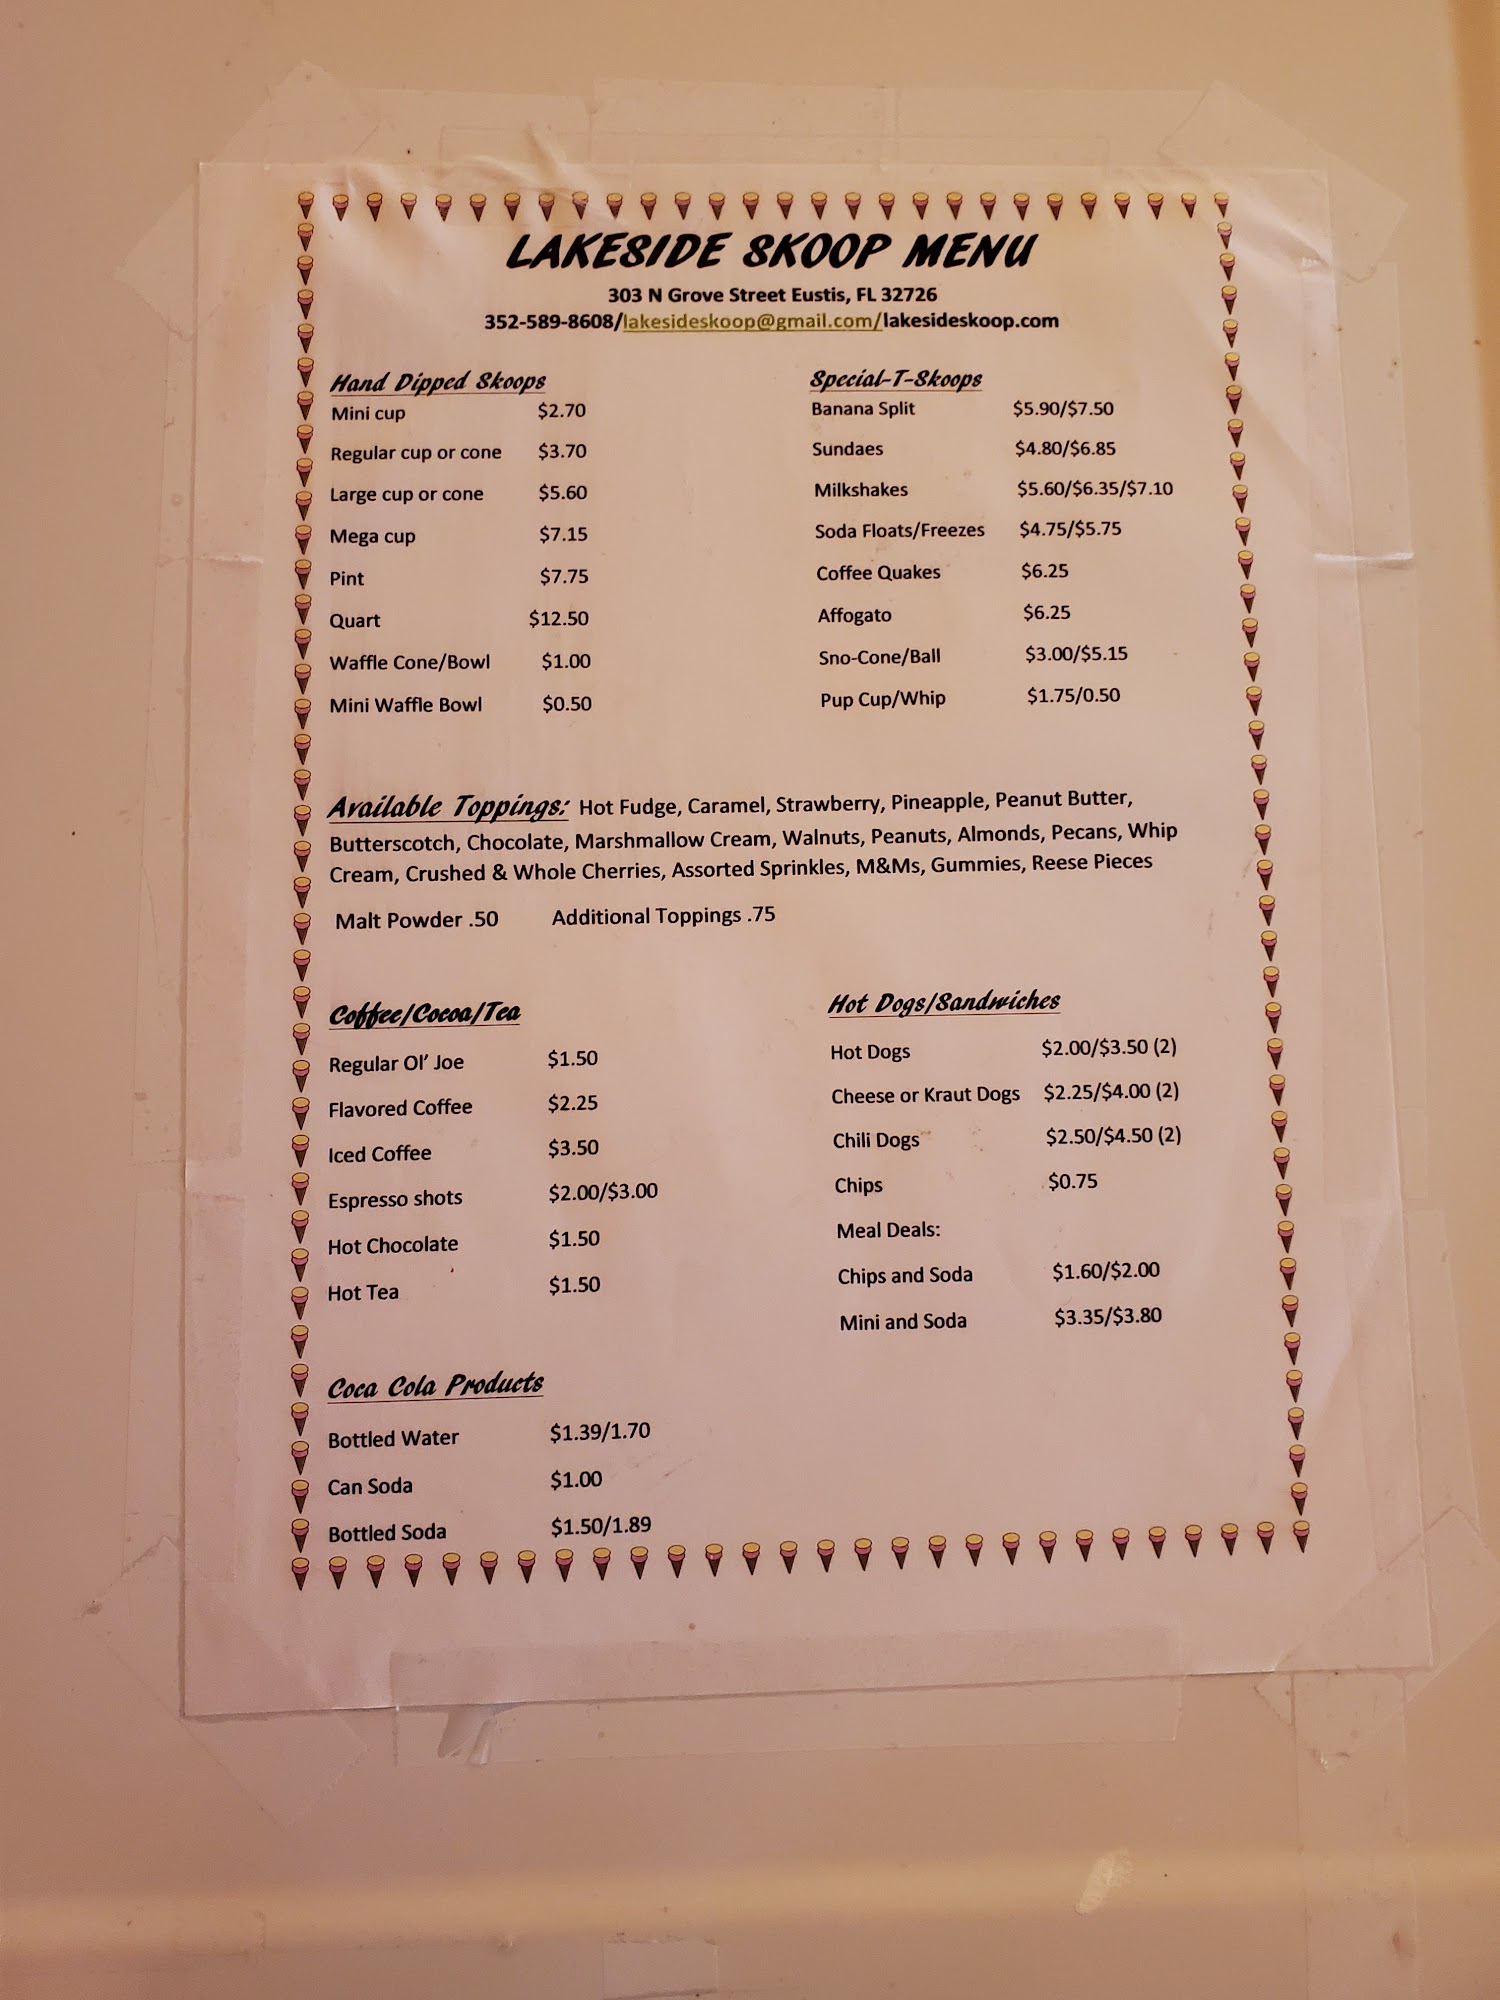 LAKESIDE SKOOP MENU
303 N Grove Street Eustis, FL 32726
352-589-8608/lakesideskoop@gmail.com/lakesideskoop.com
Hand Dipped Skoops
Mini cup $2.70
Regular cup or cone $3.70
Large cup or cone $5.60
Mega cup $7.15
Pint $7.75
Quart $12.50
Waffle Cone/Bowl $1.00
Mini Waffle Bowl $0.50
Special-T-Skoops
Banana Split $5.90/$7.50
Sundaes $4.80/$6.85
Milkshakes $5.60/$6.35/$7.10
Soda Floats/Freezes $4.75/$5.75
Coffee Quakes $6.25
Affogato $6.25
Sno-Cone/Ball $3.00/$5.15
Pup Cup/Whip $1.75/0.50
Available Toppings: Hot Fudge, Caramel, Strawberry, Pineapple, Peanut Butter,
Butterscotch, Chocolate, Marshmallow Cream, Walnuts, Peanuts, Almonds, Pecans, Whip
Cream, Crushed & Whole Cherries, Assorted Sprinkles, M&Ms, Gummies, Reese Pieces
Malt Powder .50 Additional Toppings .75
Coffee/Cocoa/Tea
Regular Ol' Joe $1.50
Flavored Coffee $2.25
Iced Coffee $3.50
Espresso shots $2.00/$3.00
Hot Chocolate $1.50
Hot Tea $1.50
Hot Dogs/Sandwiches
Hot Dogs $2.00/$3.50 (2)
Cheese or Kraut Dogs $2.25/$4.00 (2)
Chili Dogs $2.50/$4.50 (2)
Chips $0.75
Meal Deals:
Chips and Soda $1.60/$2.00
Mini and Soda $3.35/$3.80
Coca Cola Products
Bottled Water $1.39/1.70
Can Soda $1.00
Bottled Soda $1.50/1.89